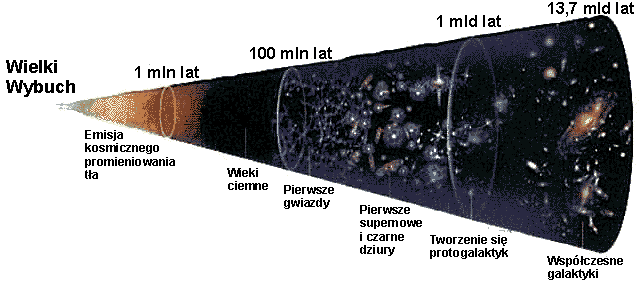 Wielki
Wybuch
1 mln lat
100 mln lat
1 mld lat
13,7 mld lat
Emisja
kosmicznego
promieniowania
tła
Wieki
ciemne
Pierwsze
gwiazdy
Pierwsze
supernowe
i czarne
dziury
Tworzenie się
protogalaktyk
Współczesne
galaktyki